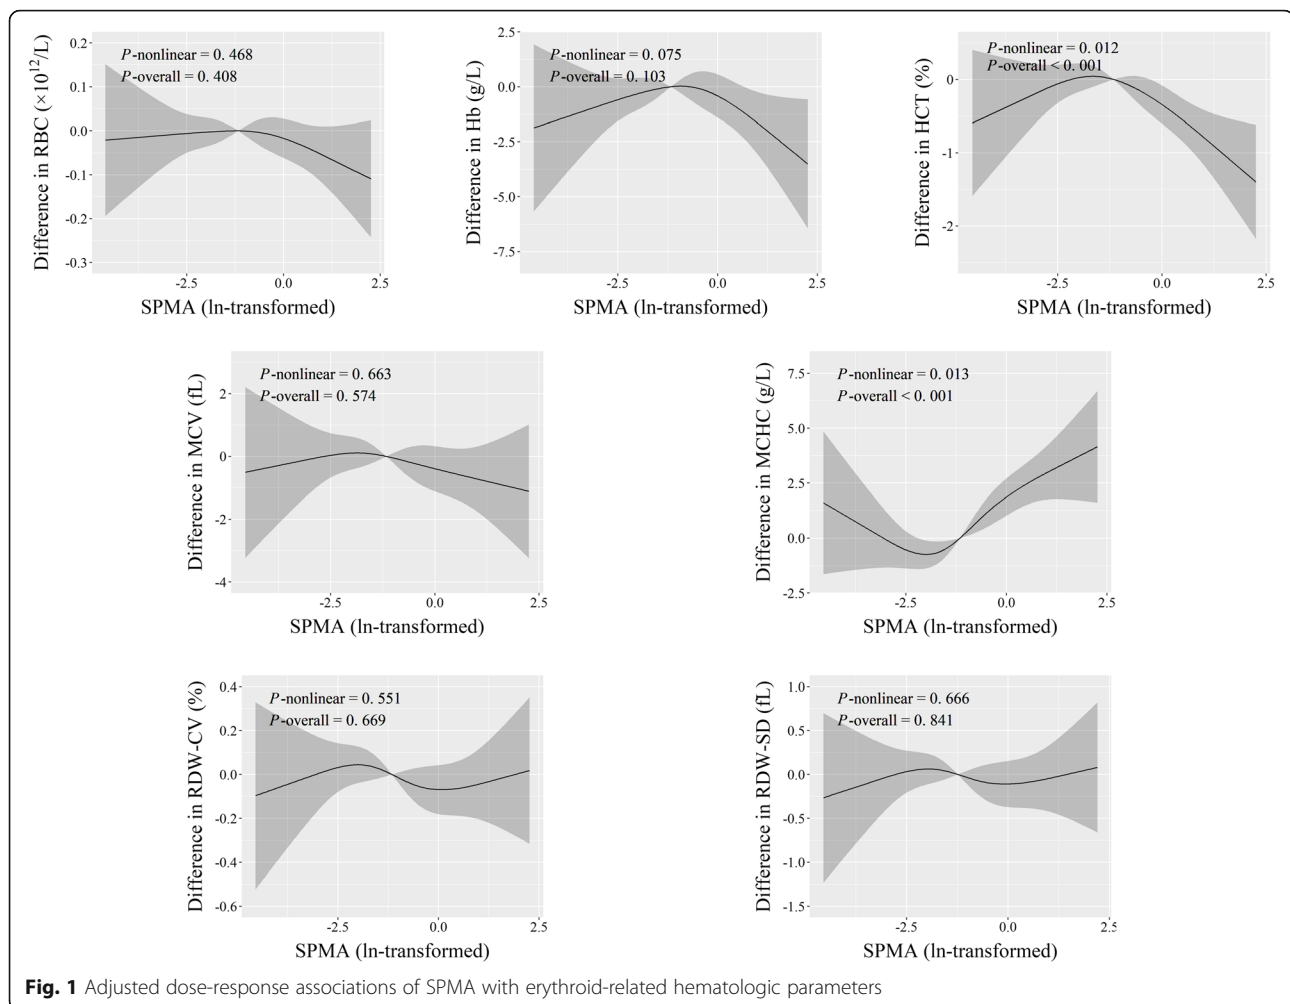 Difference in RBC (×10^12/L)
0.2
0.1
0.0
-0.1
-0.2
-0.3
P-nonlinear = 0. 468
P-overall = 0. 408
-2.5 0.0 2.5
SPMA (ln-transformed)
Difference in Hb (g/L)
2.5
0.0
-2.5
-5.0
-7.5
P-nonlinear = 0. 075
P-overall = 0. 103
-2.5 0.0 2.5
SPMA (ln-transformed)
Difference in HCT (%)
0
-1
-2
P-nonlinear = 0. 012
P-overall < 0. 001
-2.5 0.0 2.5
SPMA (ln-transformed)
Difference in MCV (fL)
2
0
-2
-4
P-nonlinear = 0. 663
P-overall = 0. 574
-2.5 0.0 2.5
SPMA (ln-transformed)
Difference in MCHC (g/L)
7.5
5.0
2.5
0.0
-2.5
P-nonlinear = 0. 013
P-overall < 0. 001
-2.5 0.0 2.5
SPMA (ln-transformed)
Difference in RDW-CV (%)
0.4
0.2
0.0
-0.2
-0.4
-0.6
P-nonlinear = 0. 551
P-overall = 0. 669
-2.5 0.0 2.5
SPMA (ln-transformed)
Difference in RDW-SD (fL)
1.0
0.5
0.0
-0.5
-1.0
-1.5
P-nonlinear = 0. 666
P-overall = 0. 841
-2.5 0.0 2.5
SPMA (ln-transformed)
Fig. 1 Adjusted dose-response associations of SPMA with erythroid-related hematologic parameters